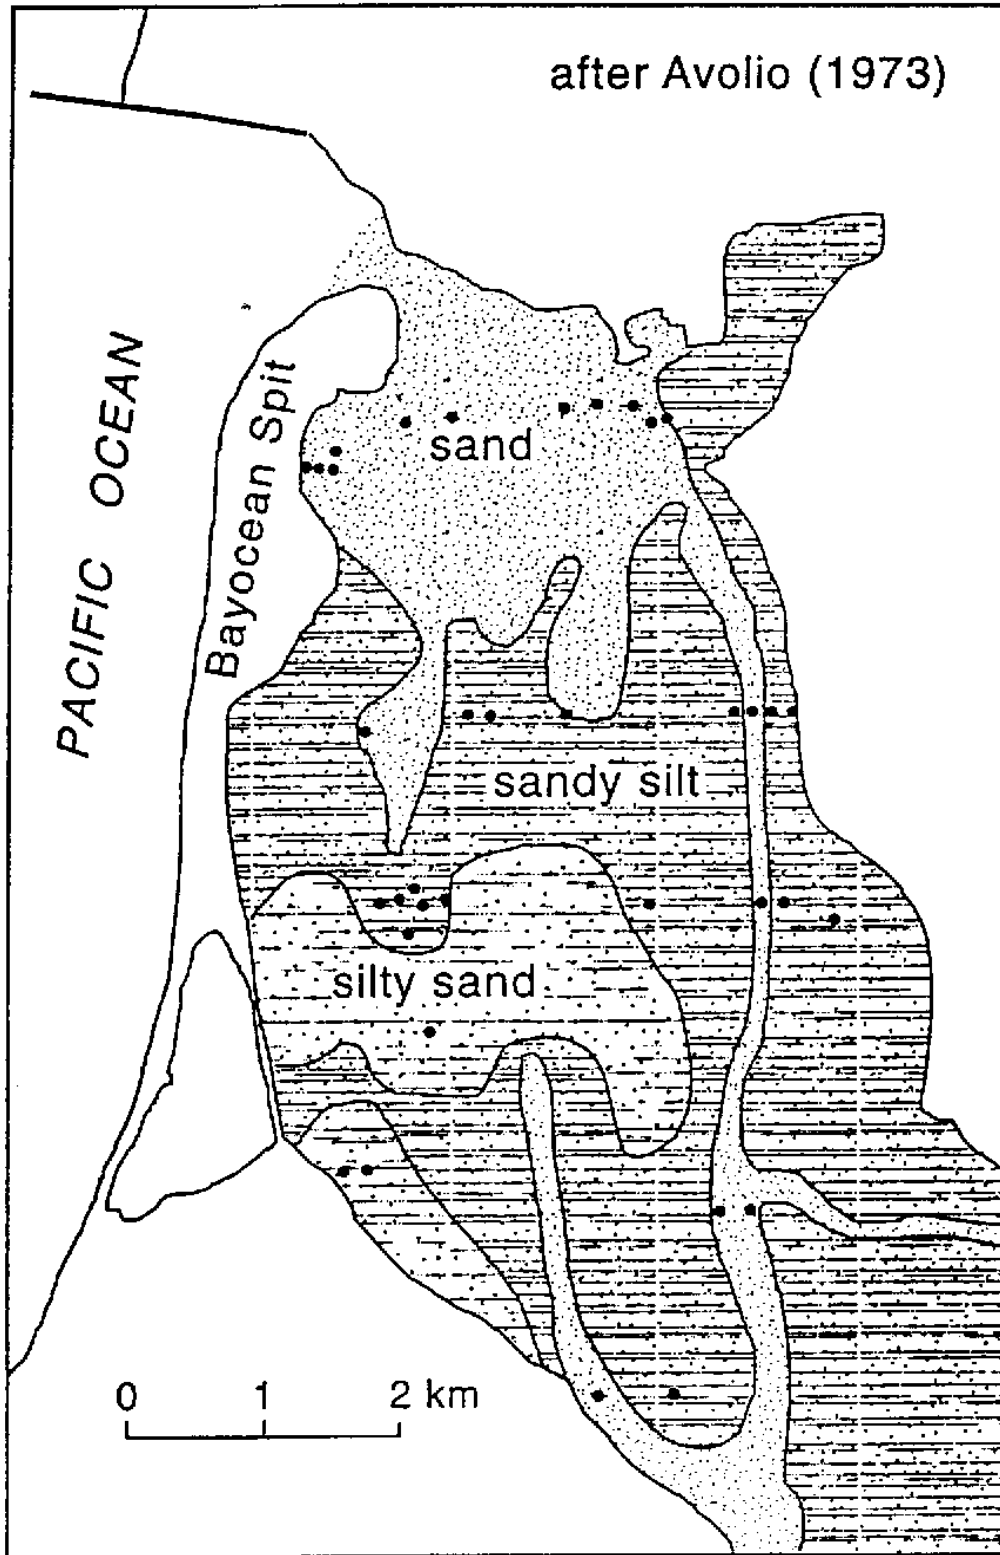 after Avolio (1973)
PACIFIC OCEAN
Bayocean Spit
sand
sandy silt
silty sand
0 1 2 km